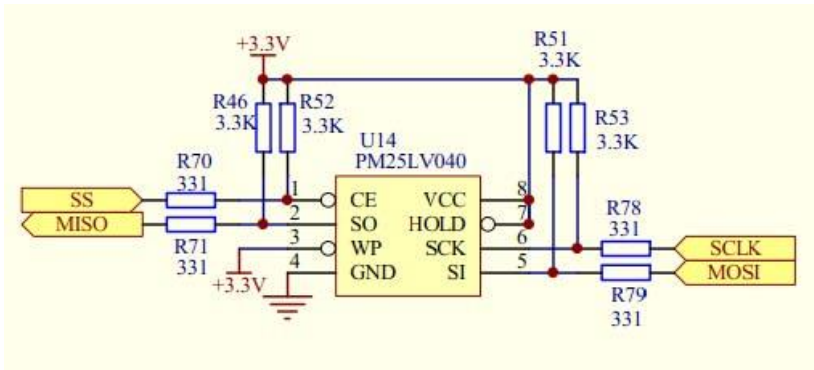 +3.3V
R51
3.3K
R46
3.3K
R52
3.3K
R53
3.3K
U14
PM25LV040
R70
331
SS
1
CE
VCC
8
MISO
2
SO
HOLD
7
R71
331
R78
331
3
WP
SCK
6
SCLK
+3.3V
4
GND
SI
5
MOSI
R79
331